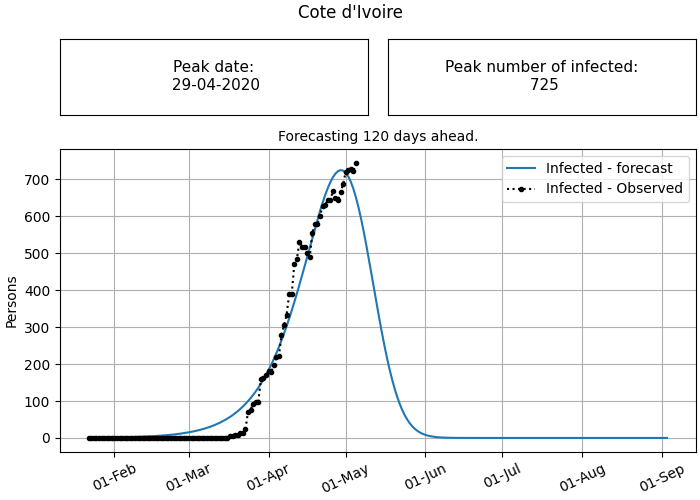 Cote d'Ivoire
Peak date:
29-04-2020
Peak number of infected:
725
Forecasting 120 days ahead.
Infected - forecast
Infected - Observed
Persons
700
600
500
400
300
200
100
0
01-Feb
01-Mar
01-Apr
01-May
01-Jun
01-Jul
01-Aug
01-Sep